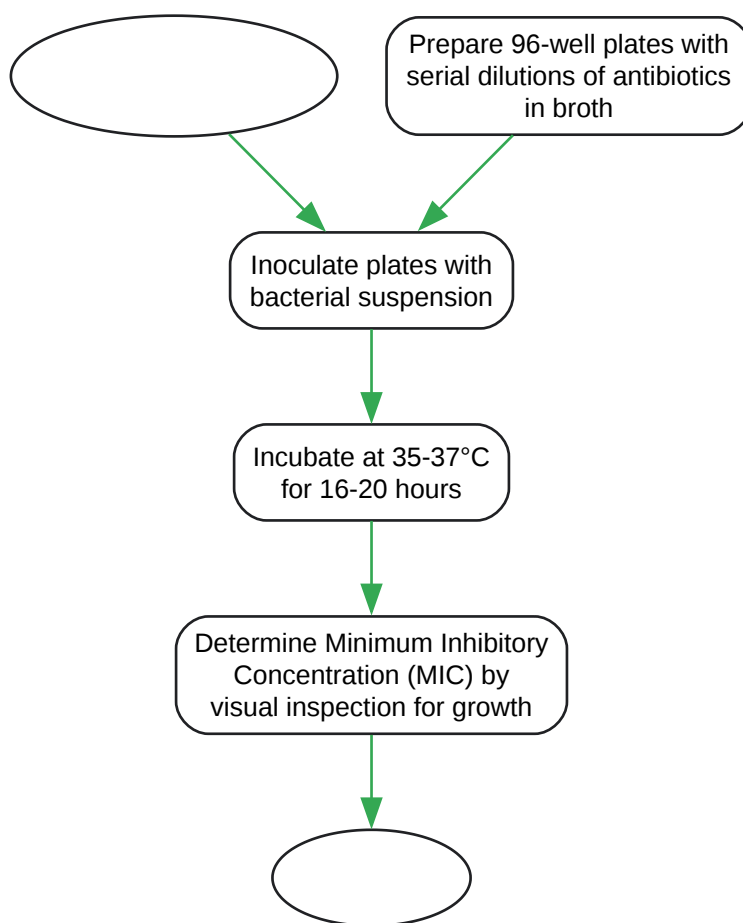 Prepare 96-well plates with
serial dilutions of antibiotics
in broth
Inoculate plates with
bacterial suspension
Incubate at 35-37°C
for 16-20 hours
Determine Minimum Inhibitory
Concentration (MIC) by
visual inspection for growth